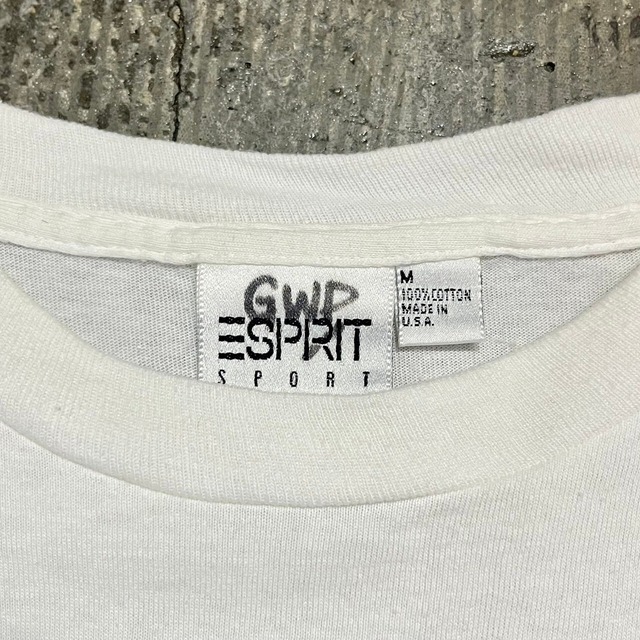 GWP
ESPRIT
SPORT
M
100% COTTON
MADE IN
U.S.A.